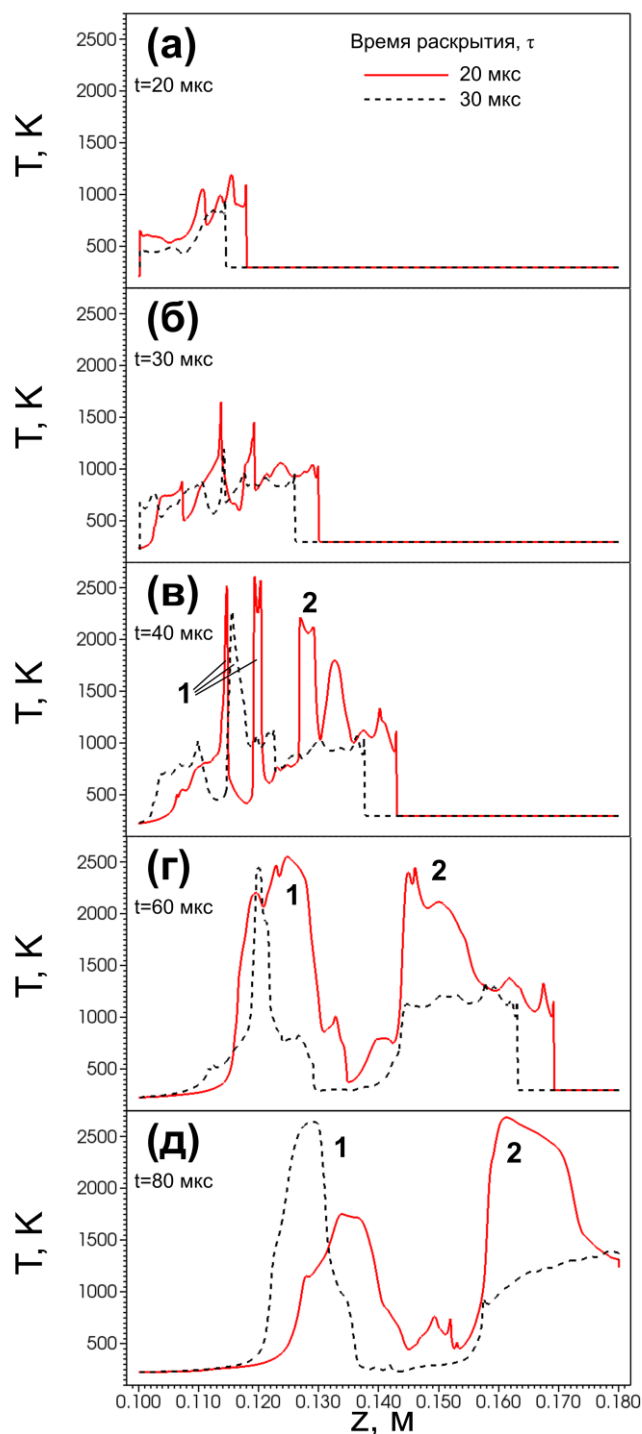 (а)
Время раскрытия, τ
20 мкс
30 мкс
t=20 мкс
T, K
2500
2000
1500
1000
500
(б)
t=30 мкс
T, K
2500
2000
1500
1000
500
(в)
t=40 мкс
T, K
2500
2000
1500
1000
500
1
2
(г)
t=60 мкс
T, K
2500
2000
1500
1000
500
1
2
(д)
t=80 мкс
T, K
2500
2000
1500
1000
500
1
2
0.100 0.110 0.120 0.130 0.140 0.150 0.160 0.170 0.180
z, м